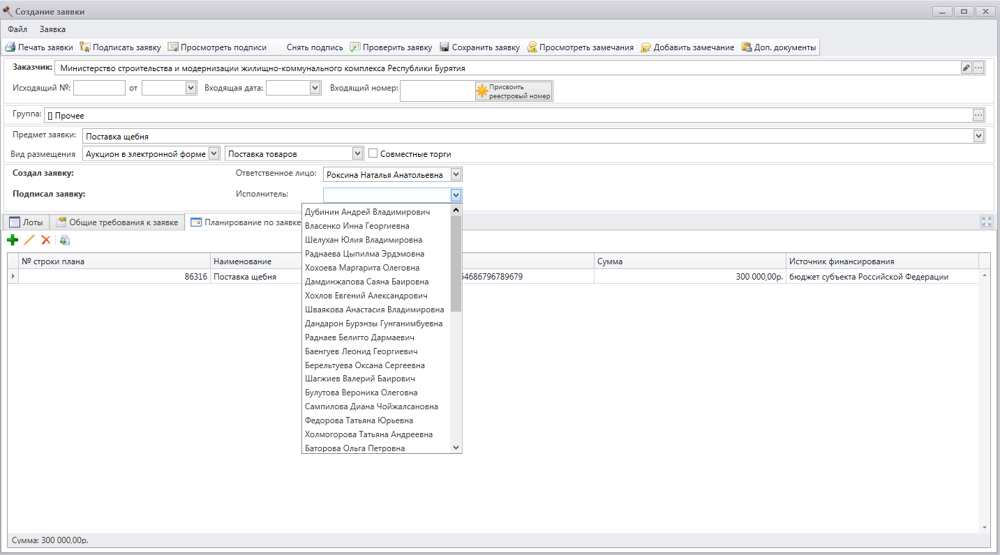 Создание заявки
Файл Заявка
Печать заявки Подписать заявку Просмотреть подписи Снять подпись Проверить заявку Сохранить заявку Просмотреть замечания Добавить замечание Доп. документы
Заказчик: Министерство строительства и модернизации жилищно-коммунального комплекса Республики Бурятия
Исходящий №: от Входящая дата: Входящий номер: Присвоить
реестровый номер
Группа: [] Прочее
Предмет заявки: Поставка щебня
Вид размещения Аукцион в электронной форме Поставка товаров Совместные торги
Создал заявку: Ответственное лицо: Роксина Наталья Анатольевна
Подписал заявку: Исполнитель:
Дубинин Андрей Владимирович
Власенко Инна Георгиевна
Шелухан Юлия Владимировна
Раднаева Цыпилма Эрдэмовна
Хохоева Маргарита Олеговна
Дамдинжапова Саяна Баировна
Хохлов Евгений Александрович
Шваякова Анастасия Владимировна
Дандарон Бурэнзы Гунганимбуевна
Раднаев Белигто Дармаевич
Баенгуев Леонид Георгиевич
Берельтуева Оксана Сергеевна
Шагжиев Валерий Баирович
Булутова Вероника Олеговна
Сампилова Диана Чойжалсановна
Федорова Татьяна Юрьевна
Холмогорова Татьяна Андреевна
Баторова Ольга Петровна
Лоты Общие требования к заявке Планирование по заявке
№ строки плана Наименование Сумма Источник финансирования
86316 Поставка щебня 64686796789679 300 000,00р. бюджет субъекта Российской Федерации
Сумма: 300 000,00р.